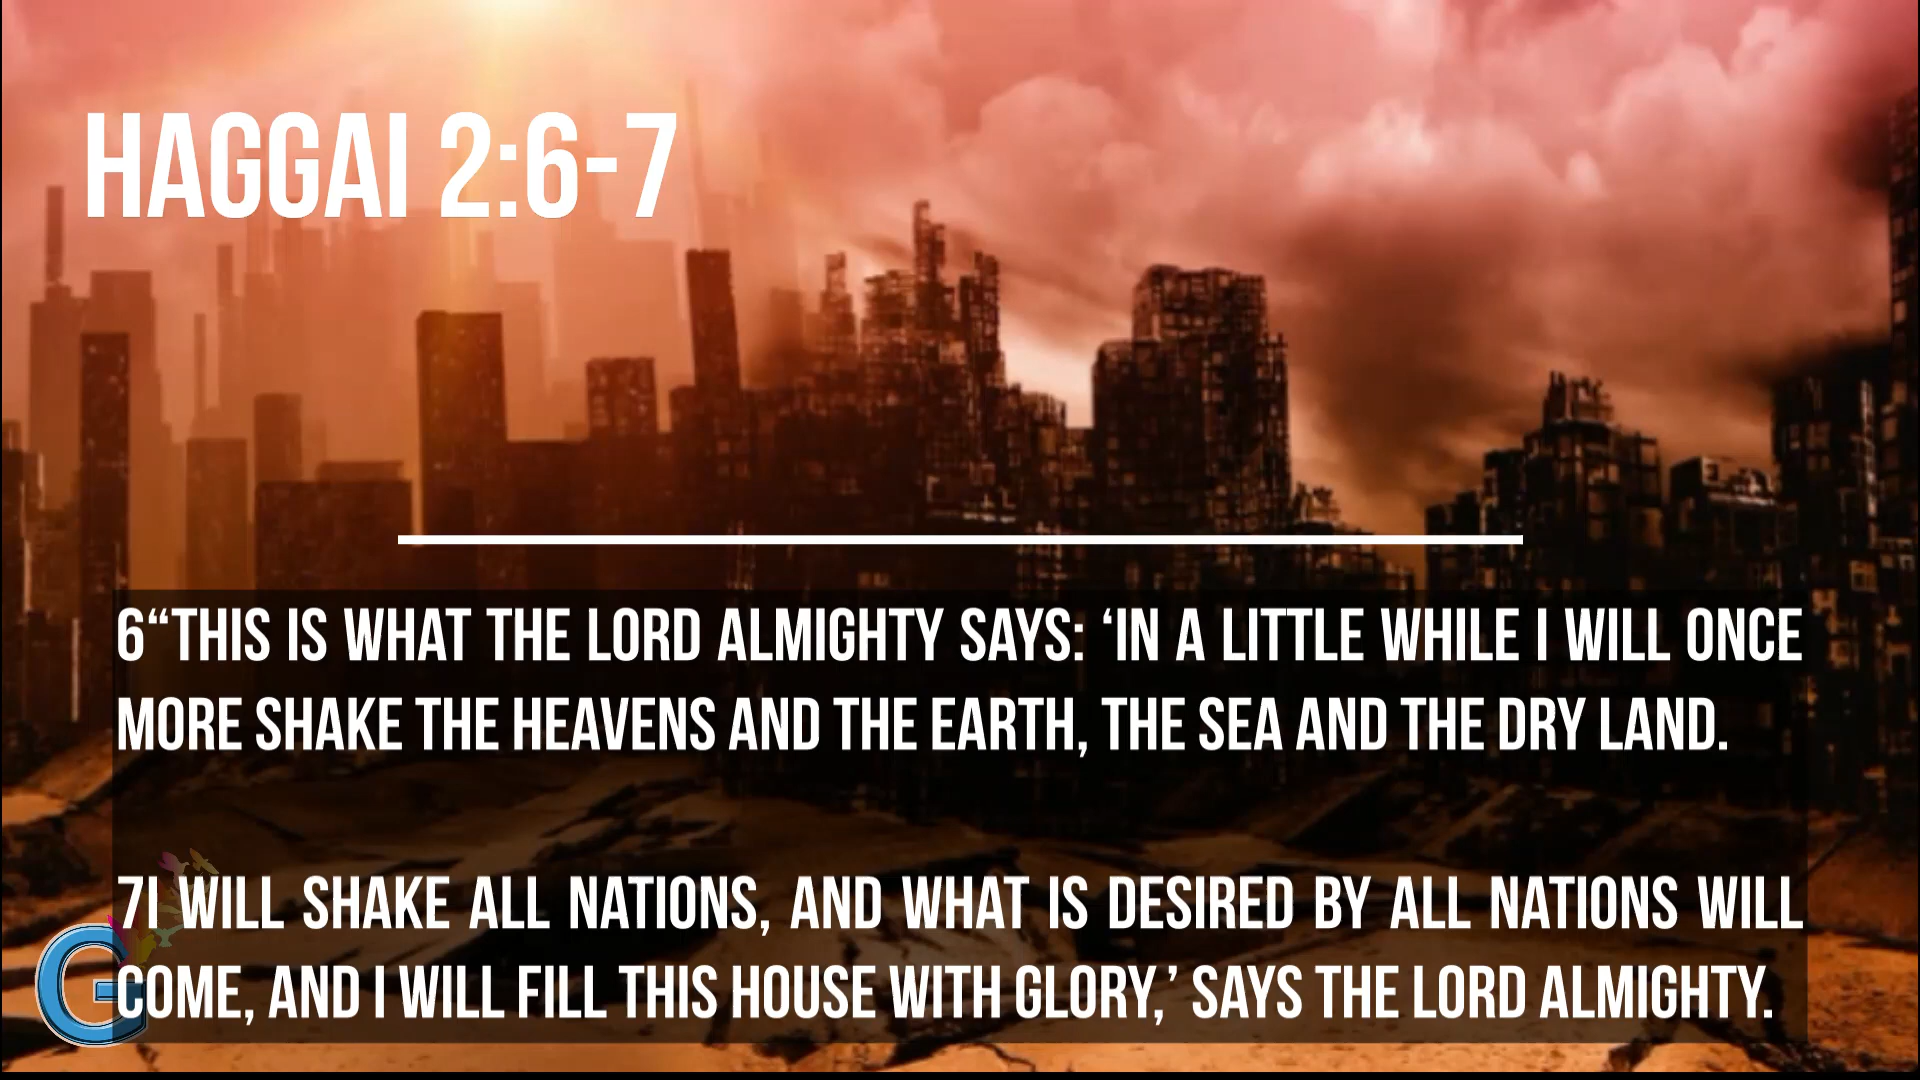 HAGGAI 2:6-7
6“THIS IS WHAT THE LORD ALMIGHTY SAYS: ‘IN A LITTLE WHILE I WILL ONCE
MORE SHAKE THE HEAVENS AND THE EARTH, THE SEA AND THE DRY LAND.
7I WILL SHAKE ALL NATIONS, AND WHAT IS DESIRED BY ALL NATIONS WILL
COME, AND I WILL FILL THIS HOUSE WITH GLORY,’ SAYS THE LORD ALMIGHTY.
G